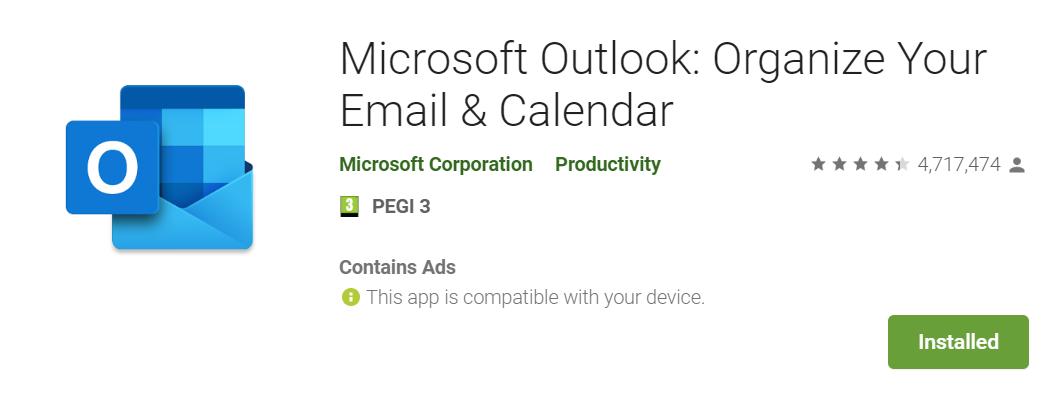 Microsoft Outlook: Organize Your
Email & Calendar
Microsoft Corporation Productivity 4,717,474
3 PEGI 3
Contains Ads
This app is compatible with your device.
Installed
O